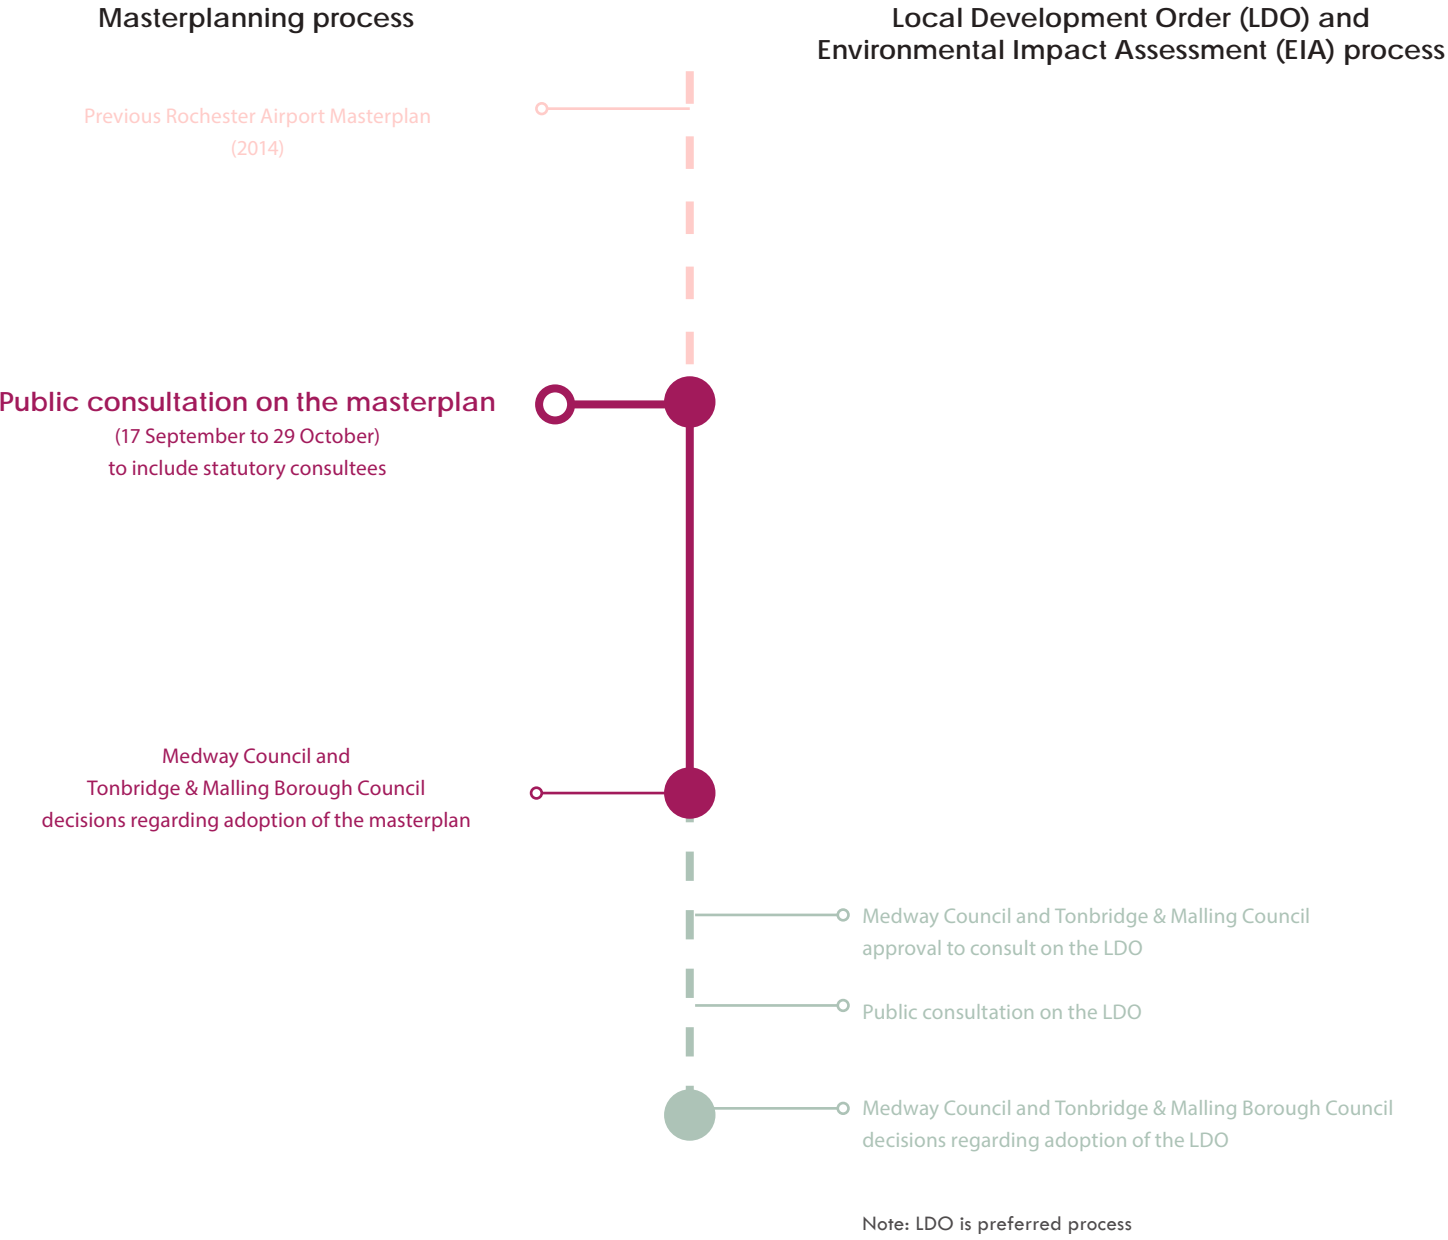 Masterplanning process
Local Development Order (LDO) and
Environmental Impact Assessment (EIA) process
Previous Rochester Airport Masterplan
(2014)
Public consultation on the masterplan
(17 September to 29 October)
to include statutory consultees
Medway Council and
Tonbridge & Malling Borough Council
decisions regarding adoption of the masterplan
Medway Council and Tonbridge & Malling Council
approval to consult on the LDO
Public consultation on the LDO
Medway Council and Tonbridge & Malling Borough Council
decisions regarding adoption of the LDO
Note: LDO is preferred process